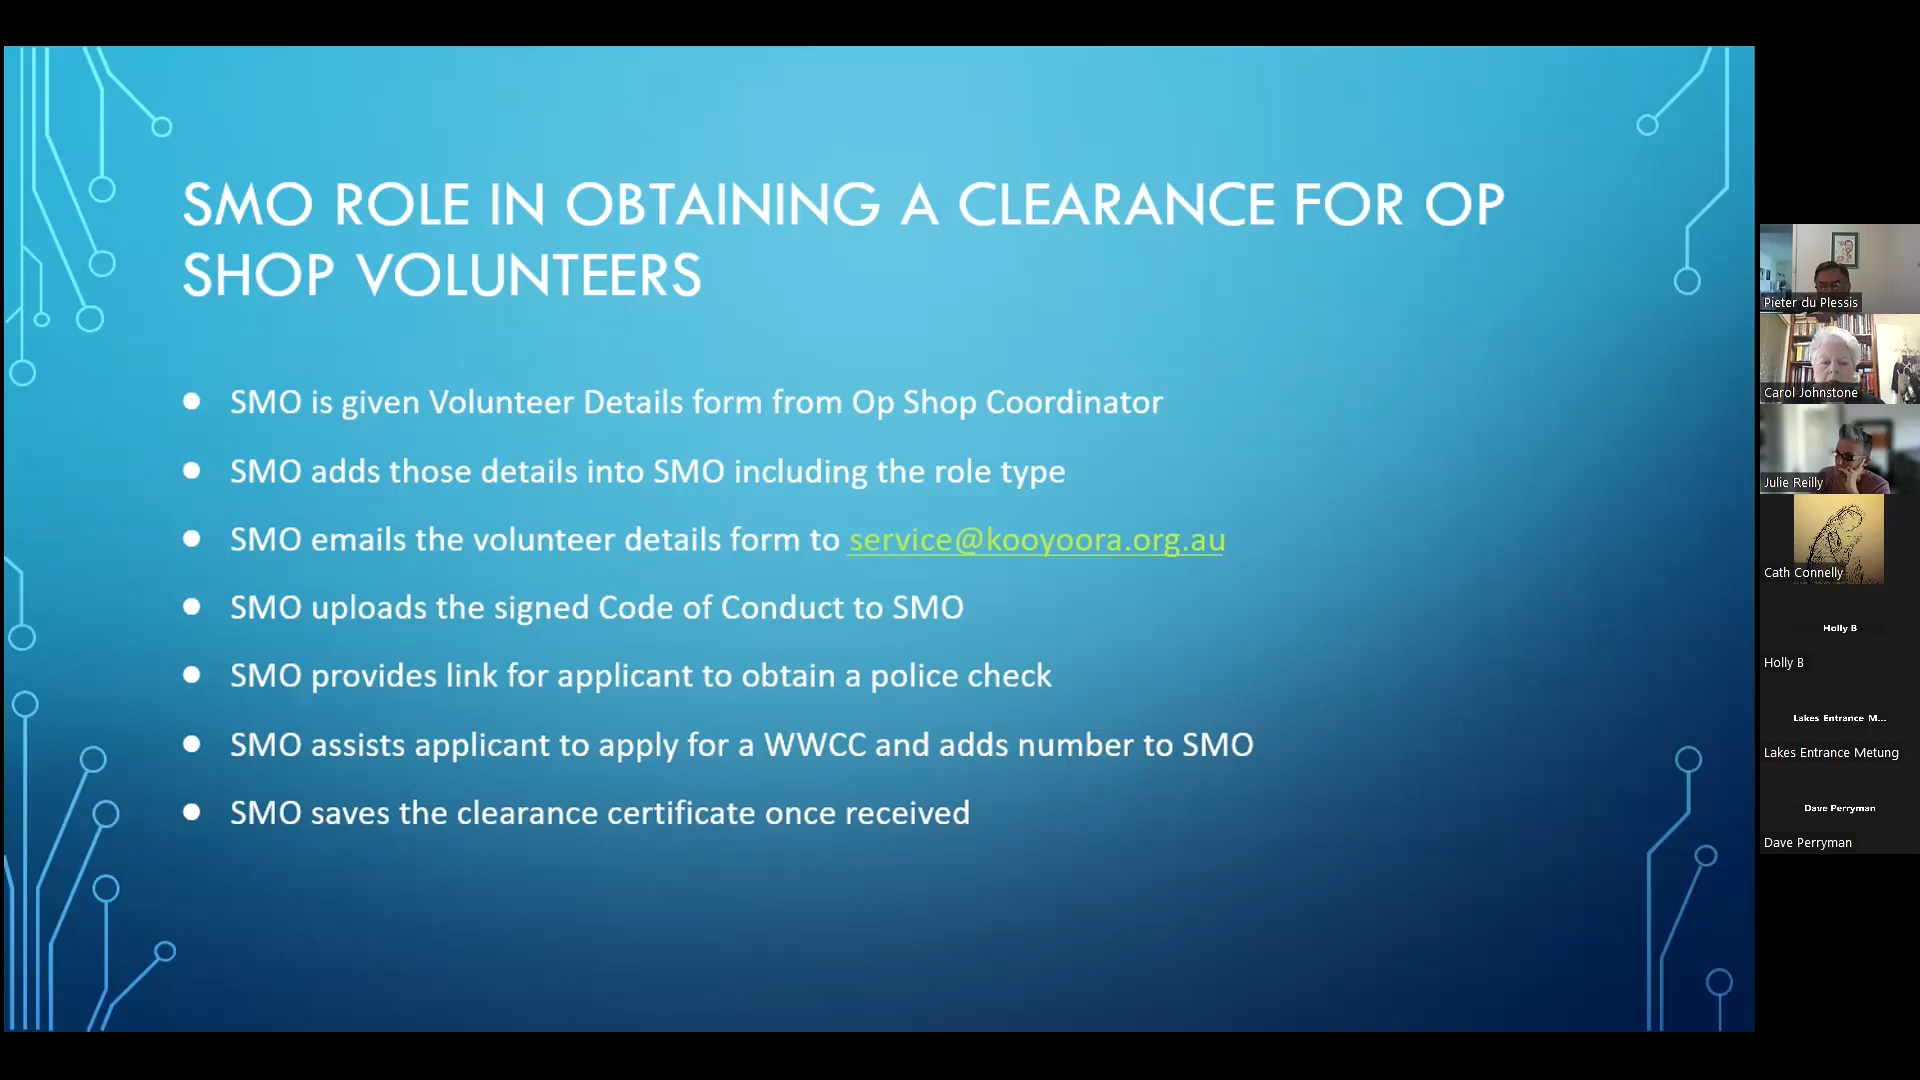 SMO ROLE IN OBTAINING A CLEARANCE FOR OP
SHOP VOLUNTEERS
SMO is given Volunteer Details form from Op Shop Coordinator
SMO adds those details into SMO including the role type
SMO emails the volunteer details form to service@kooyoora.org.au
SMO uploads the signed Code of Conduct to SMO
SMO provides link for applicant to obtain a police check
SMO assists applicant to apply for a WWCC and adds number to SMO
SMO saves the clearance certificate once received
Pieter du Plessis
Carol Johnstone
Julie Reilly
Cath Connelly
Holly B
Holly B
Lakes Entrance M...
Lakes Entrance Metung
Dave Perryman
Dave Perryman